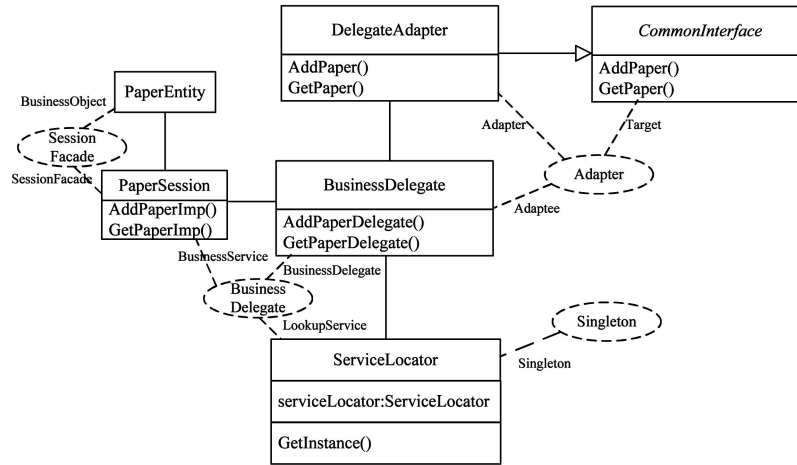 DelegateAdapter
AddPaper()
GetPaper()
CommonInterface
AddPaper()
GetPaper()
PaperEntity
BusinessObject
Session
Facade
SessionFacade
Adapter
Target
Adapter
Adaptee
PaperSession
AddPaperImp()
GetPaperImp()
BusinessDelegate
AddPaperDelegate()
GetPaperDelegate()
BusinessService
BusinessDelegate
Business
Delegate
LookupService
Singleton
Singleton
ServiceLocator
serviceLocator:ServiceLocator
GetInstance()